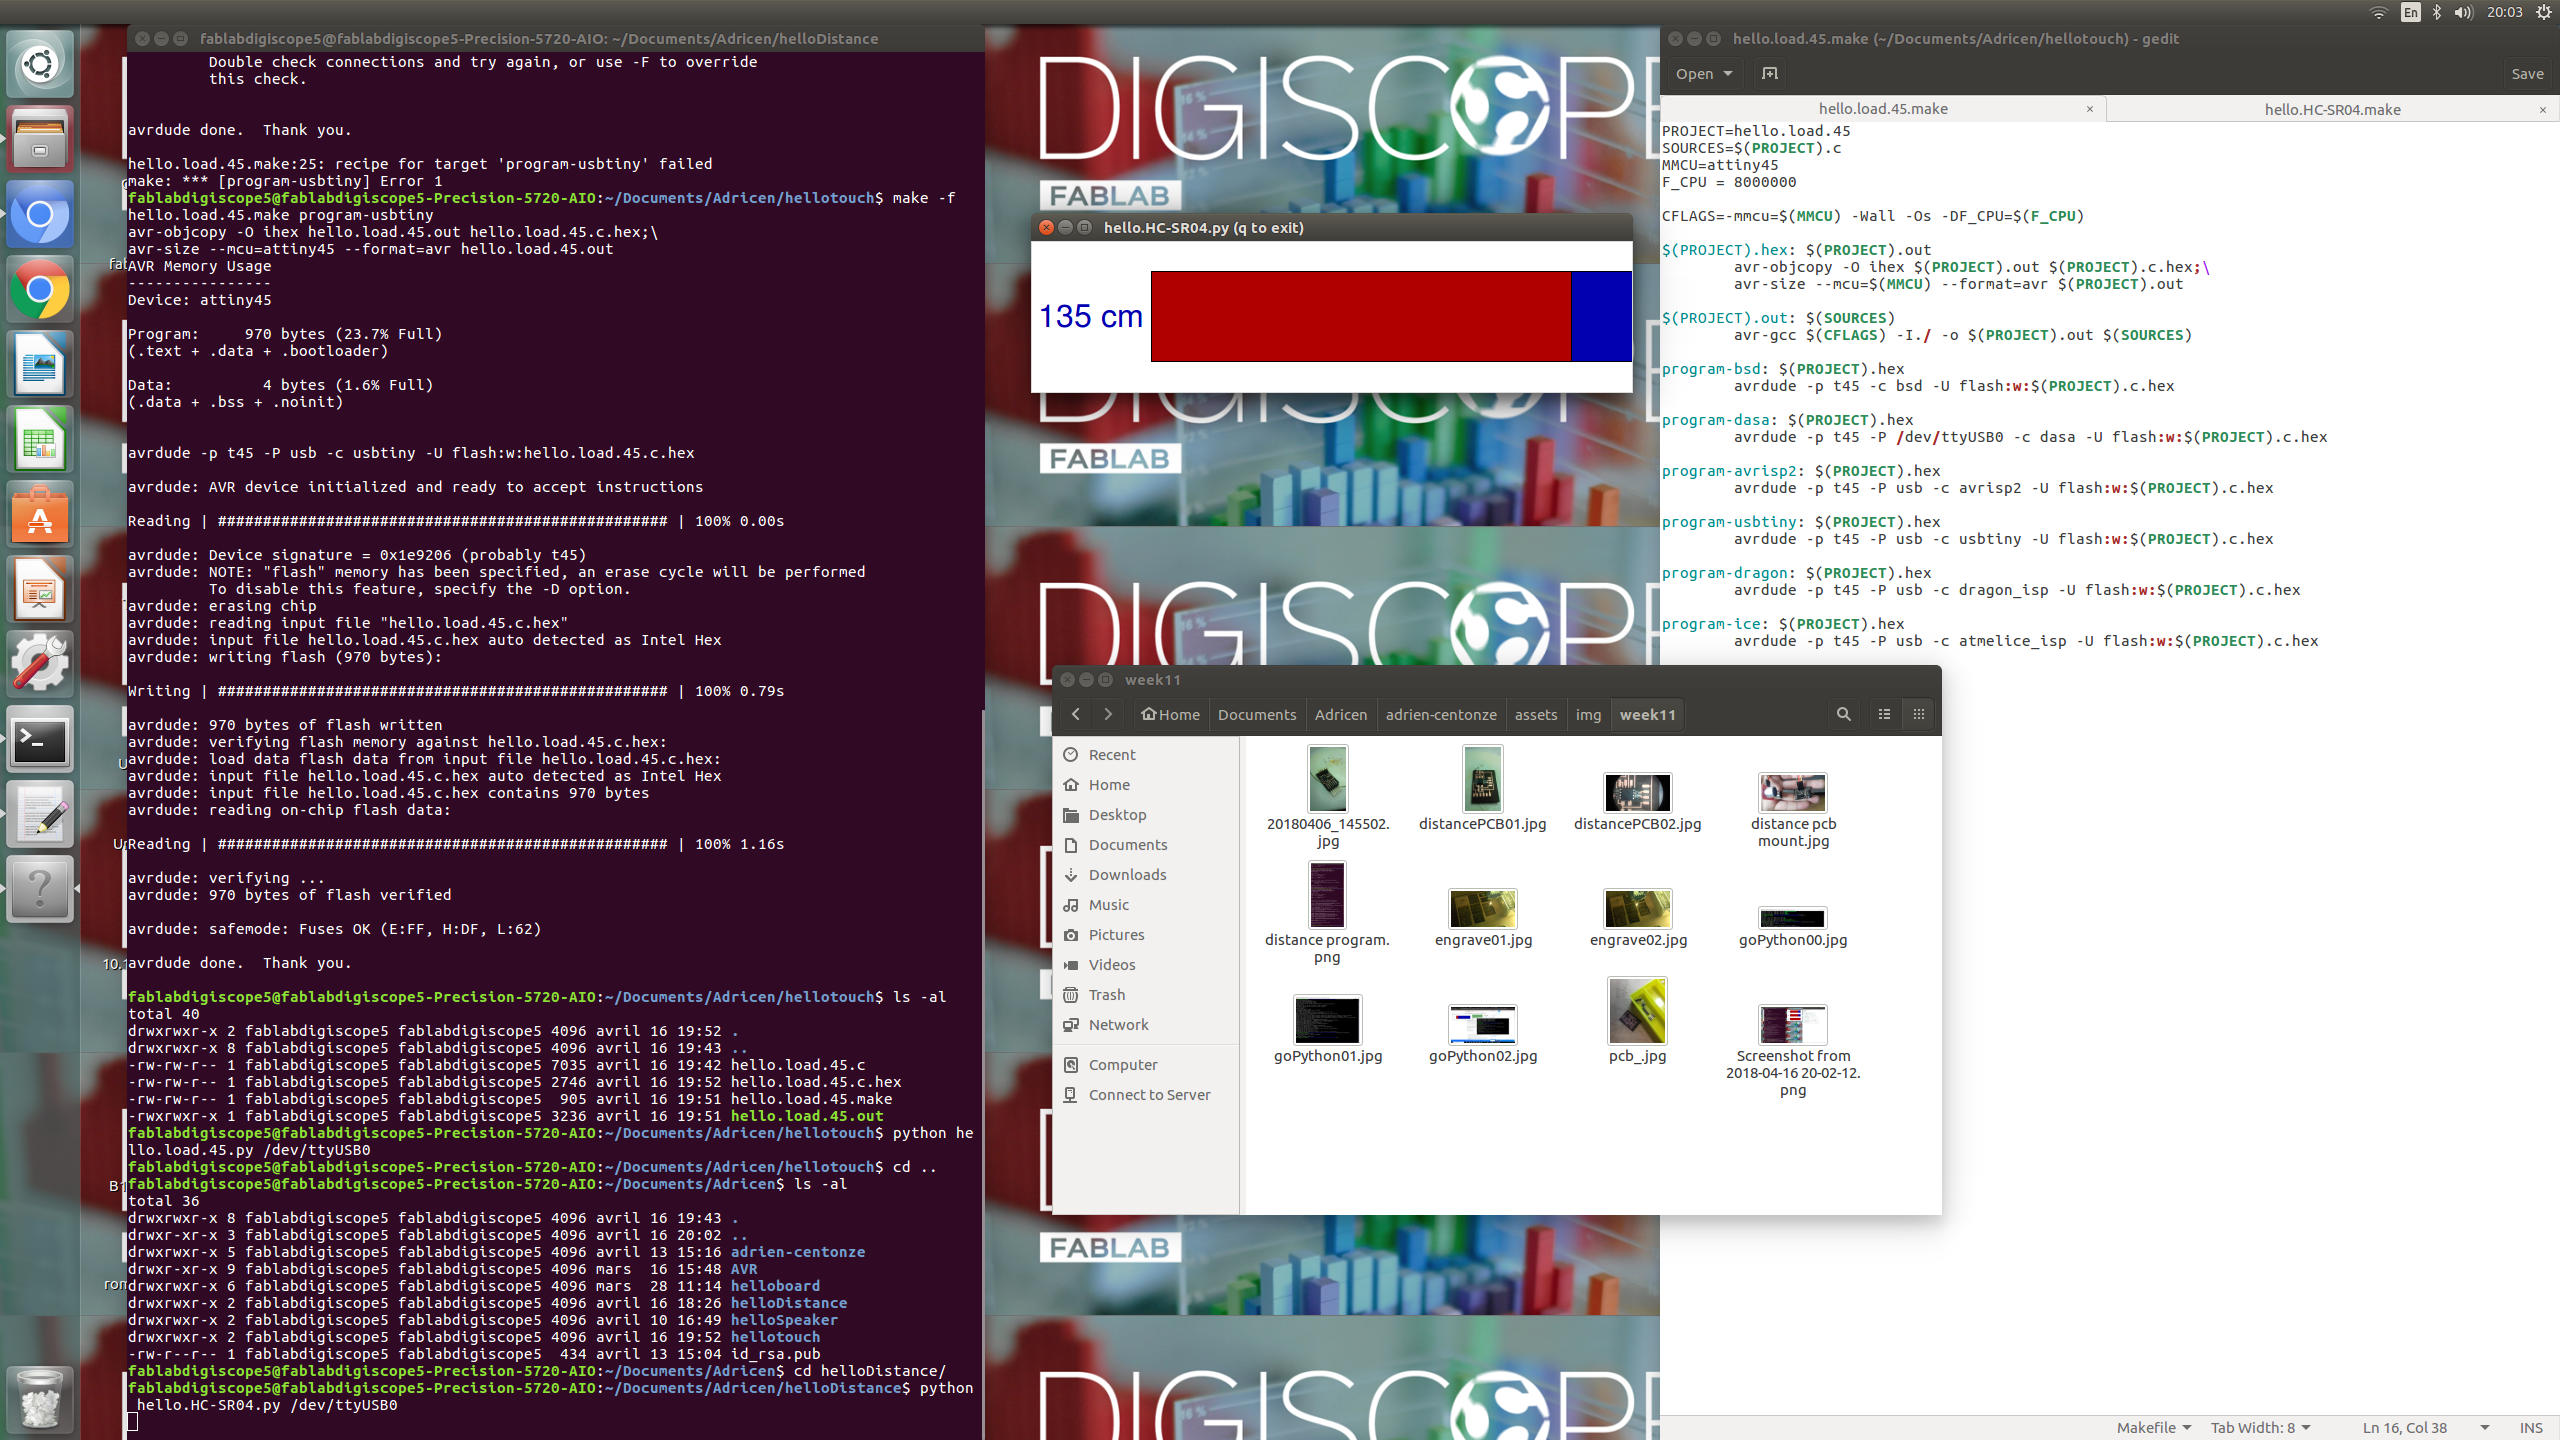 En
20:03
fablabdigiscope5@fablabdigiscope5-Precision-5720-AIO: ~/Documents/Adricen/helloDistance
         Double check connections and try again, or use -F to override
         this check.
avrdude done.  Thank you.
hello.load.45.make:25: recipe for target 'program-usbtiny' failed
make: *** [program-usbtiny] Error 1
fablabdigiscope5@fablabdigiscope5-Precision-5720-AIO:~/Documents/Adricen/hellotouch$ make -f
hello.load.45.make program-usbtiny
avr-objcopy -O ihex hello.load.45.out hello.load.45.c.hex;\
avr-size --mcu=attiny45 --format=avr hello.load.45.out
AVR Memory Usage
----------------
Device: attiny45
Program:     970 bytes (23.7% Full)
(.text + .data + .bootloader)
Data:          4 bytes (1.6% Full)
(.data + .bss + .noinit)
avrdude -p t45 -P usb -c usbtiny -U flash:w:hello.load.45.c.hex
avrdude: AVR device initialized and ready to accept instructions
Reading | ################################################## | 100% 0.00s
avrdude: Device signature = 0x1e9206 (probably t45)
avrdude: NOTE: "flash" memory has been specified, an erase cycle will be performed
         To disable this feature, specify the -D option.
avrdude: erasing chip
avrdude: reading input file "hello.load.45.c.hex"
avrdude: input file hello.load.45.c.hex auto detected as Intel Hex
avrdude: writing flash (970 bytes):
Writing | ################################################## | 100% 0.79s
avrdude: 970 bytes of flash written
avrdude: verifying flash memory against hello.load.45.c.hex:
avrdude: load data flash data from input file hello.load.45.c.hex:
avrdude: input file hello.load.45.c.hex auto detected as Intel Hex
avrdude: input file hello.load.45.c.hex contains 970 bytes
avrdude: reading on-chip flash data:
Reading | ################################################## | 100% 1.16s
avrdude: verifying ...
avrdude: 970 bytes of flash verified
avrdude: safemode: Fuses OK (E:FF, H:DF, L:62)
avrdude done.  Thank you.
fablabdigiscope5@fablabdigiscope5-Precision-5720-AIO:~/Documents/Adricen/hellotouch$ ls -al
total 40
drwxrwxr-x 2 fablabdigiscope5 fablabdigiscope5 4096 avril 16 19:52 .
drwxrwxr-x 8 fablabdigiscope5 fablabdigiscope5 4096 avril 16 19:43 ..
-rw-rw-r-- 1 fablabdigiscope5 fablabdigiscope5 7035 avril 16 19:42 hello.load.45.c
-rw-rw-r-- 1 fablabdigiscope5 fablabdigiscope5 2746 avril 16 19:52 hello.load.45.c.hex
-rw-rw-r-- 1 fablabdigiscope5 fablabdigiscope5  905 avril 16 19:51 hello.load.45.make
-rwxrwxr-x 1 fablabdigiscope5 fablabdigiscope5 3236 avril 16 19:51 hello.load.45.out
fablabdigiscope5@fablabdigiscope5-Precision-5720-AIO:~/Documents/Adricen/hellotouch$ python he
llo.load.45.py /dev/ttyUSB0
fablabdigiscope5@fablabdigiscope5-Precision-5720-AIO:~/Documents/Adricen/hellotouch$ cd ..
fablabdigiscope5@fablabdigiscope5-Precision-5720-AIO:~/Documents/Adricen$ ls -al
total 36
drwxrwxr-x 8 fablabdigiscope5 fablabdigiscope5 4096 avril 16 19:43 .
drwxr-xr-x 3 fablabdigiscope5 fablabdigiscope5 4096 avril 16 20:02 ..
drwxrwxr-x 5 fablabdigiscope5 fablabdigiscope5 4096 avril 13 15:16 adrien-centonze
drwxr-xr-x 9 fablabdigiscope5 fablabdigiscope5 4096 mars  16 15:48 AVR
drwxrwxr-x 6 fablabdigiscope5 fablabdigiscope5 4096 mars  28 11:14 helloboard
drwxrwxr-x 2 fablabdigiscope5 fablabdigiscope5 4096 avril 16 18:26 helloDistance
drwxrwxr-x 2 fablabdigiscope5 fablabdigiscope5 4096 avril 10 16:49 helloSpeaker
drwxrwxr-x 2 fablabdigiscope5 fablabdigiscope5 4096 avril 16 19:52 hellotouch
-rw-r--r-- 1 fablabdigiscope5 fablabdigiscope5  434 avril 13 15:04 id_rsa.pub
fablabdigiscope5@fablabdigiscope5-Precision-5720-AIO:~/Documents/Adricen$ cd helloDistance/
fablabdigiscope5@fablabdigiscope5-Precision-5720-AIO:~/Documents/Adricen/helloDistance$ python
 hello.HC-SR04.py /dev/ttyUSB0
DIGISCOPE
FABLAB
hello.HC-SR04.py (q to exit)
135 cm
FABLAB
DIGISCOPE
week11
Home
Documents
Adricen
adrien-centonze
assets
img
week11
Recent
Home
Desktop
Documents
Downloads
Music
Pictures
Videos
Trash
Network
Computer
Connect to Server
20180406_145502.
jpg
distancePCB01.jpg
distancePCB02.jpg
distance pcb
mount.jpg
distance program.
png
engrave01.jpg
engrave02.jpg
goPython00.jpg
goPython01.jpg
goPython02.jpg
pcb_.jpg
Screenshot from
2018-04-16 20-02-12.
png
FABLAB
DIGISCOPE
hello.load.45.make (~/Documents/Adricen/hellotouch) - gedit
Open
Save
hello.load.45.make
hello.HC-SR04.make
PROJECT=hello.load.45
SOURCES=$(PROJECT).c
MMCU=attiny45
F_CPU = 8000000
CFLAGS=-mmcu=$(MMCU) -Wall -Os -DF_CPU=$(F_CPU)
$(PROJECT).hex: $(PROJECT).out
        avr-objcopy -O ihex $(PROJECT).out $(PROJECT).c.hex;\
        avr-size --mcu=$(MMCU) --format=avr $(PROJECT).out
$(PROJECT).out: $(SOURCES)
        avr-gcc $(CFLAGS) -I./ -o $(PROJECT).out $(SOURCES)
program-bsd: $(PROJECT).hex
        avrdude -p t45 -c bsd -U flash:w:$(PROJECT).c.hex
program-dasa: $(PROJECT).hex
        avrdude -p t45 -P /dev/ttyUSB0 -c dasa -U flash:w:$(PROJECT).c.hex
program-avrisp2: $(PROJECT).hex
        avrdude -p t45 -P usb -c avrisp2 -U flash:w:$(PROJECT).c.hex
program-usbtiny: $(PROJECT).hex
        avrdude -p t45 -P usb -c usbtiny -U flash:w:$(PROJECT).c.hex
program-dragon: $(PROJECT).hex
        avrdude -p t45 -P usb -c dragon_isp -U flash:w:$(PROJECT).c.hex
program-ice: $(PROJECT).hex
        avrdude -p t45 -P usb -c atmelice_isp -U flash:w:$(PROJECT).c.hex
Makefile
Tab Width: 8
Ln 16, Col 38
INS